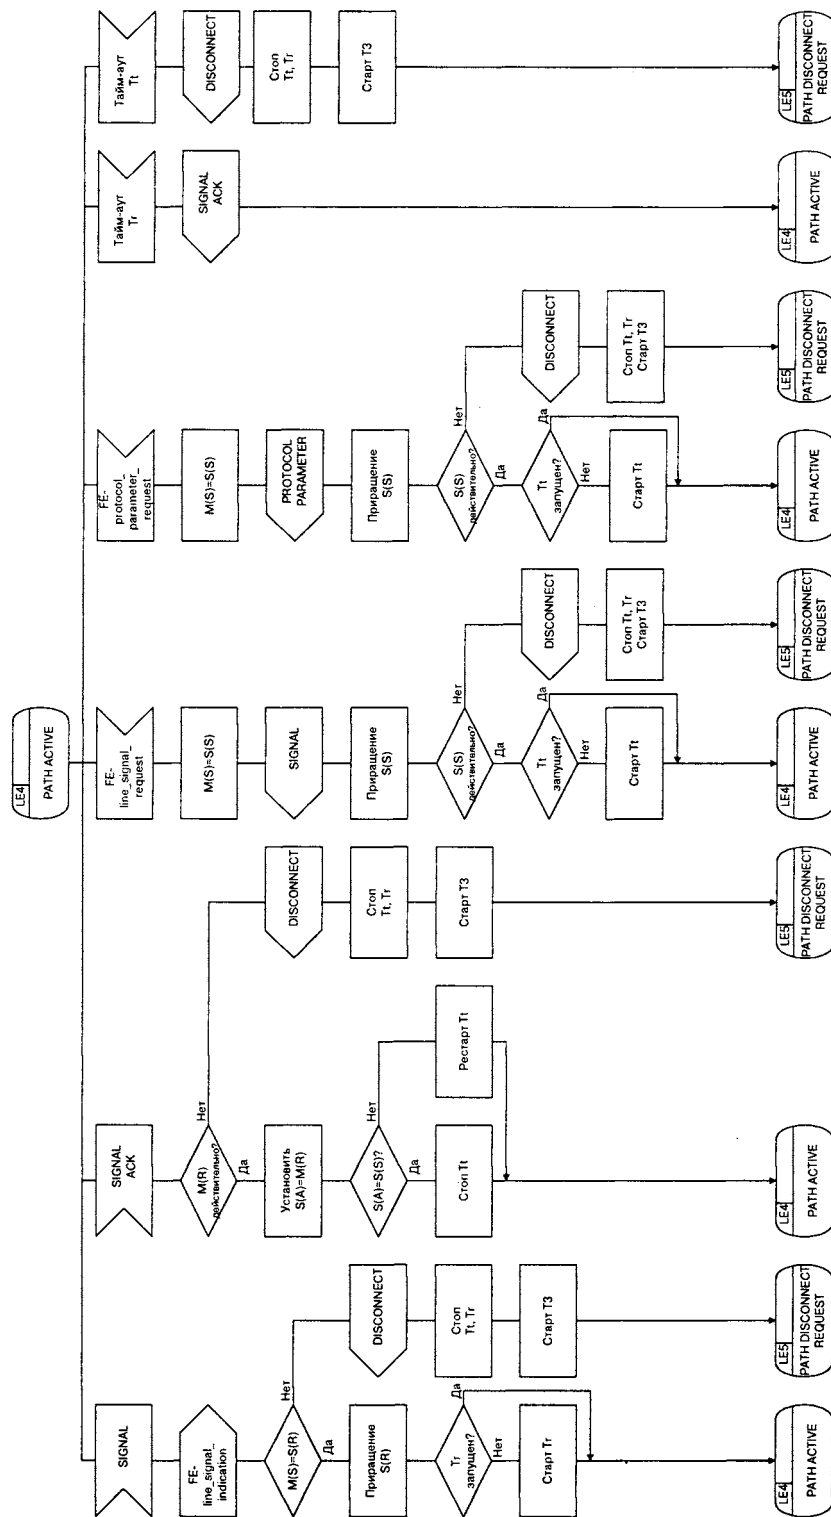 LE4
PATH ACTIVE
SIGNAL
FE-
line_signal_
indication
M(S)=S(R)
Нет
Да
Приращение
S(R)
Tr
запущен?
Да
Нет
Старт Tr
LE4
PATH ACTIVE
DISCONNECT
Стоп
Tt, Tr
Старт T3
LE5
PATH DISCONNECT
REQUEST
SIGNAL
ACK
M(R)
действительно?
Нет
Да
Установить
S(A)=M(R)
S(A)=S(S)?
Нет
Да
Стоп Tt
Рестарт Tt
LE4
PATH ACTIVE
DISCONNECT
Стоп
Tt, Tr
Старт T3
LE5
PATH DISCONNECT
REQUEST
FE-
line_signal_
request
M(S)=S(S)
SIGNAL
Приращение
S(S)
S(S)
действительно?
Нет
Да
Tt
запущен?
Да
Нет
Старт Tt
LE4
PATH ACTIVE
DISCONNECT
Стоп Tt, Tr
Старт T3
LE5
PATH DISCONNECT
REQUEST
FE-
protocol_
parameter_
request
M(S)=S(S)
PROTOCOL
PARAMETER
Приращение
S(S)
S(S)
действительно?
Нет
Да
Tt
запущен?
Да
Нет
Старт Tt
LE4
PATH ACTIVE
DISCONNECT
Стоп Tt, Tr
Старт T3
LE5
PATH DISCONNECT
REQUEST
Тайм-аут
Tr
SIGNAL
ACK
LE4
PATH ACTIVE
Тайм-аут
Tt
DISCONNECT
Стоп
Tt, Tr
Старт T3
LE5
PATH DISCONNECT
REQUEST